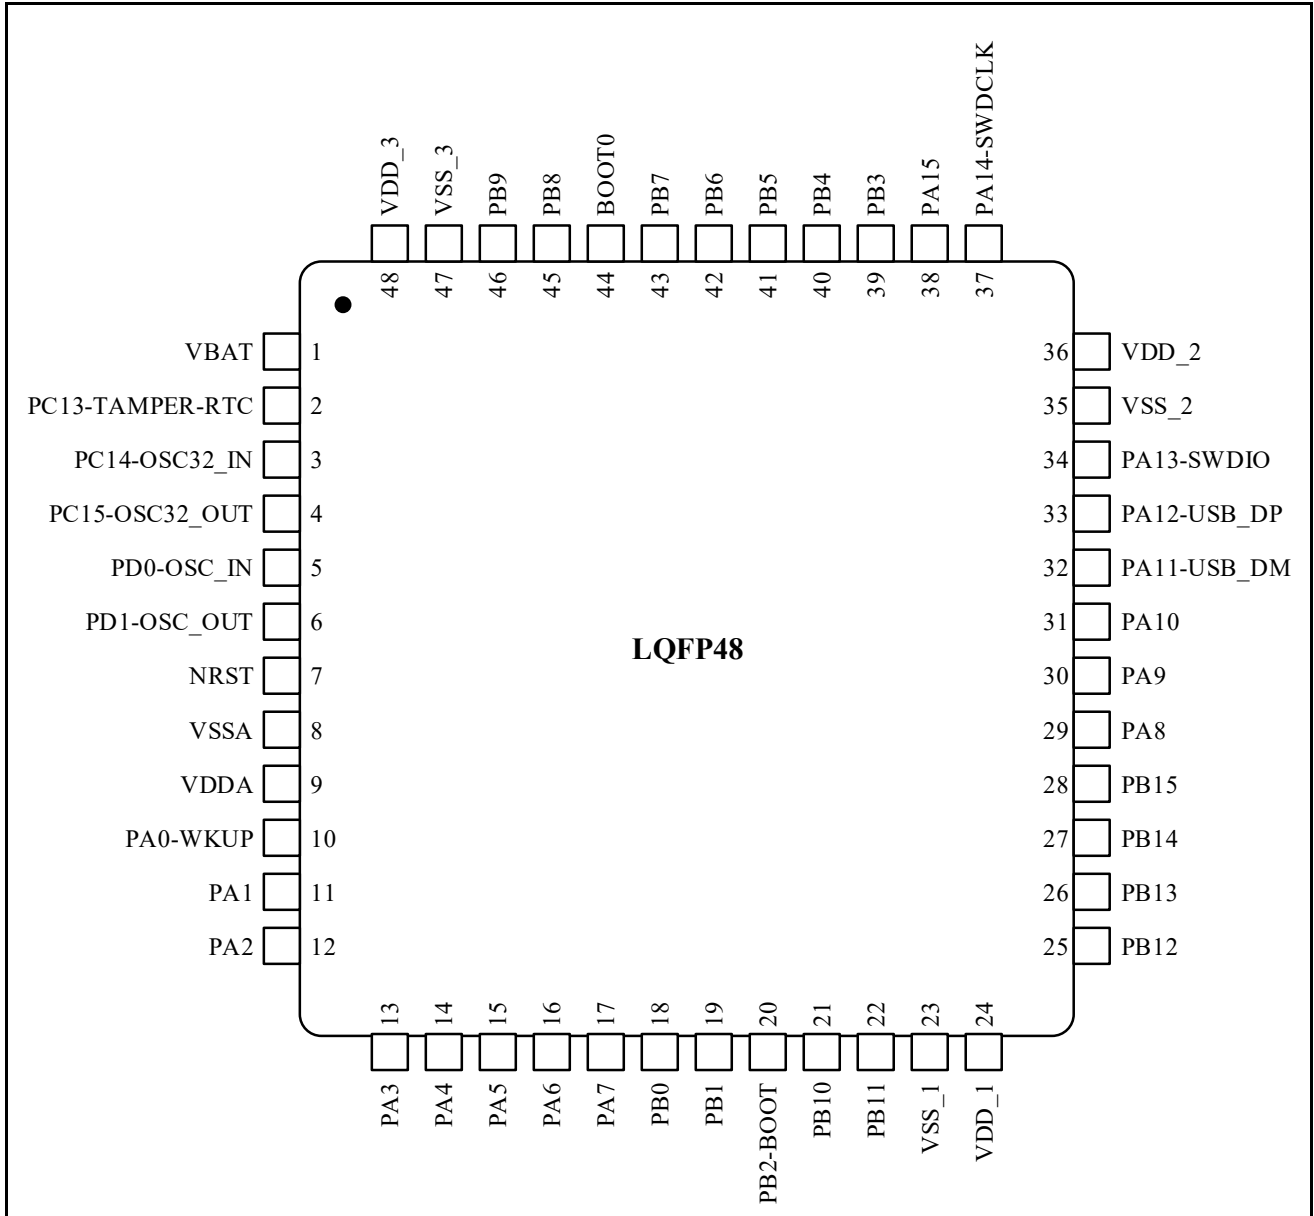 VDD_3
VSS_3
PB9
PB8
BOOT0
PB7
PB6
PB5
PB4
PB3
PA15
PA14-SWDCLK
48
47
46
45
44
43
42
41
40
39
38
37
VBAT 1
PC13-TAMPER-RTC 2
PC14-OSC32_IN 3
PC15-OSC32_OUT 4
PD0-OSC_IN 5
PD1-OSC_OUT 6
NRST 7
VSSA 8
VDDA 9
PA0-WKUP 10
PA1 11
PA2 12
LQFP48
36 VDD_2
35 VSS_2
34 PA13-SWDIO
33 PA12-USB_DP
32 PA11-USB_DM
31 PA10
30 PA9
29 PA8
28 PB15
27 PB14
26 PB13
25 PB12
13
14
15
16
17
18
19
20
21
22
23
24
PA3
PA4
PA5
PA6
PA7
PB0
PB1
PB2-BOOT
PB10
PB11
VSS_1
VDD_1